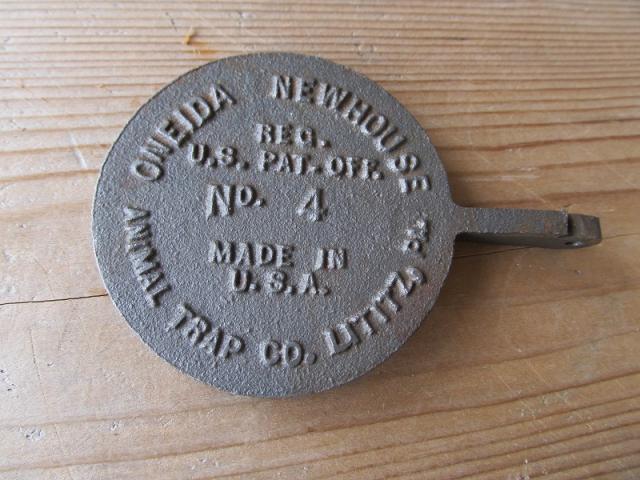 ONEIDA NEWHOUSE
REG.
U.S. PAT. OFF.
NO. 4
MADE IN
U.S.A.
ANIMAL TRAP CO. LITITZ, PA.